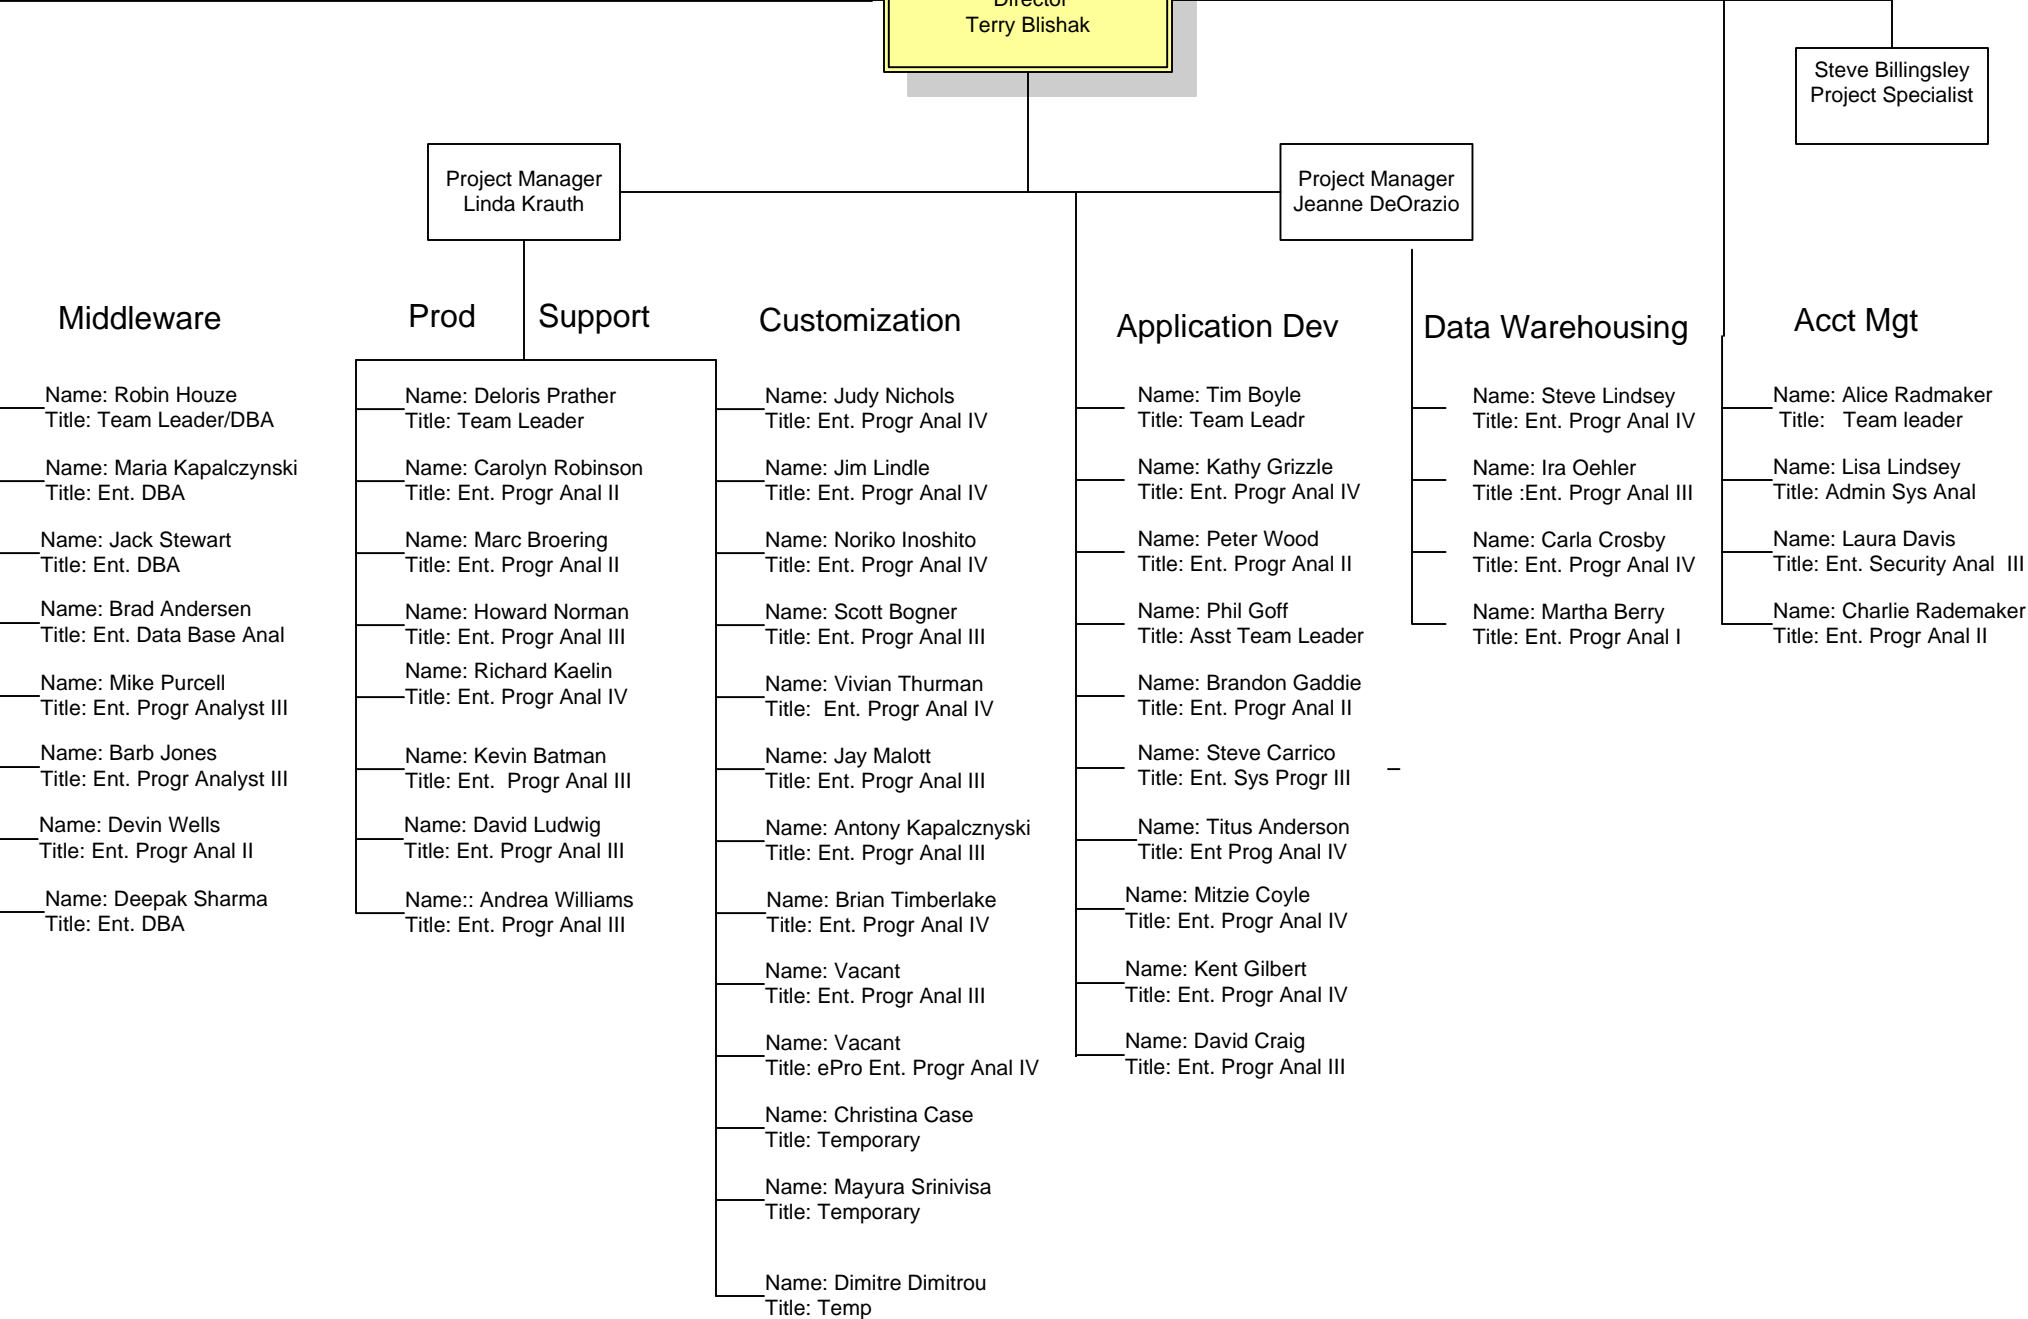 Director
Terry Blishak
Steve Billingsley
Project Specialist
Project Manager
Linda Krauth
Project Manager
Jeanne DeOrazio
Middleware
Name: Robin Houze
Title: Team Leader/DBA
Name: Maria Kapalczynski
Title: Ent. DBA
Name: Jack Stewart
Title: Ent. DBA
Name: Brad Andersen
Title: Ent. Data Base Anal
Name: Mike Purcell
Title: Ent. Progr Analyst III
Name: Barb Jones
Title: Ent. Progr Analyst III
Name: Devin Wells
Title: Ent. Progr Anal II
Name: Deepak Sharma
Title: Ent. DBA
Prod Support
Name: Deloris Prather
Title: Team Leader
Name: Carolyn Robinson
Title: Ent. Progr Anal II
Name: Marc Broering
Title: Ent. Progr Anal II
Name: Howard Norman
Title: Ent. Progr Anal III
Name: Richard Kaelin
Title: Ent. Progr Anal IV
Name: Kevin Batman
Title: Ent.  Progr Anal III
Name: David Ludwig
Title: Ent. Progr Anal III
Name:: Andrea Williams
Title: Ent. Progr Anal III
Customization
Name: Judy Nichols
Title: Ent. Progr Anal IV
Name: Jim Lindle
Title: Ent. Progr Anal IV
Name: Noriko Inoshito
Title: Ent. Progr Anal IV
Name: Scott Bogner
Title: Ent. Progr Anal III
Name: Vivian Thurman
Title:  Ent. Progr Anal IV
Name: Jay Malott
Title: Ent. Progr Anal III
Name: Antony Kapalcznyski
Title: Ent. Progr Anal III
Name: Brian Timberlake
Title: Ent. Progr Anal IV
Name: Vacant
Title: Ent. Progr Anal III
Name: Vacant
Title: ePro Ent. Progr Anal IV
Name: Christina Case
Title: Temporary
Name: Mayura Srinivisa
Title: Temporary
Name: Dimitre Dimitrou
Title: Temp
Application Dev
Name: Tim Boyle
Title: Team Leadr
Name: Kathy Grizzle
Title: Ent. Progr Anal IV
Name: Peter Wood
Title: Ent. Progr Anal II
Name: Phil Goff
Title: Asst Team Leader
Name: Brandon Gaddie
Title: Ent. Progr Anal II
Name: Steve Carrico
Title: Ent. Sys Progr III
Name: Titus Anderson
Title: Ent Prog Anal IV
Name: Mitzie Coyle
Title: Ent. Progr Anal IV
Name: Kent Gilbert
Title: Ent. Progr Anal IV
Name: David Craig
Title: Ent. Progr Anal III
Data Warehousing
Name: Steve Lindsey
Title: Ent. Progr Anal IV
Name: Ira Oehler
Title :Ent. Progr Anal III
Name: Carla Crosby
Title: Ent. Progr Anal IV
Name: Martha Berry
Title: Ent. Progr Anal I
Acct Mgt
Name: Alice Radmaker
Title:   Team leader
Name: Lisa Lindsey
Title: Admin Sys Anal
Name: Laura Davis
Title: Ent. Security Anal  III
Name: Charlie Rademaker
Title: Ent. Progr Anal II